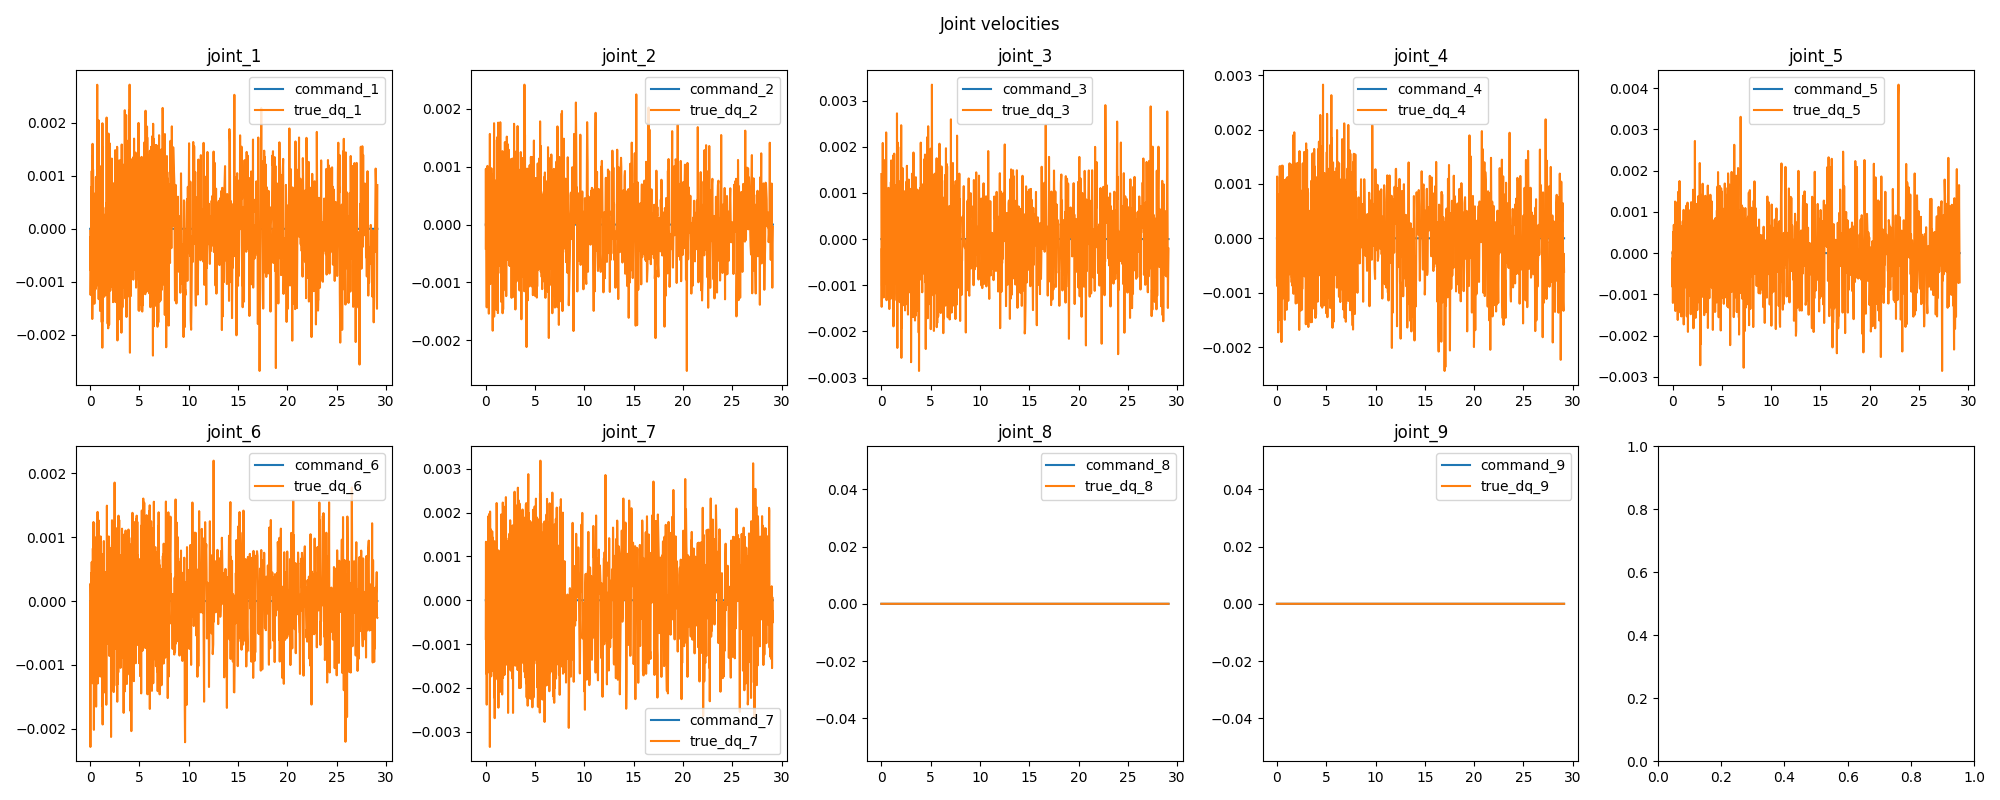 Joint velocities
joint_1
joint_2
joint_3
joint_4
joint_5
command_1
true_dq_1
0.002
0.001
0.000
−0.001
−0.002
0 5 10 15 20 25 30
command_2
true_dq_2
0.002
0.001
0.000
−0.001
−0.002
0 5 10 15 20 25 30
command_3
true_dq_3
0.003
0.002
0.001
0.000
−0.001
−0.002
−0.003
0 5 10 15 20 25 30
command_4
true_dq_4
0.003
0.002
0.001
0.000
−0.001
−0.002
0 5 10 15 20 25 30
command_5
true_dq_5
0.004
0.003
0.002
0.001
0.000
−0.001
−0.002
−0.003
0 5 10 15 20 25 30
joint_6
joint_7
joint_8
joint_9
command_6
true_dq_6
0.002
0.001
0.000
−0.001
−0.002
0 5 10 15 20 25 30
0.003
0.002
0.001
0.000
−0.001
−0.002
−0.003
command_7
true_dq_7
0 5 10 15 20 25 30
command_8
true_dq_8
0.04
0.02
0.00
−0.02
−0.04
0 5 10 15 20 25 30
command_9
true_dq_9
0.04
0.02
0.00
−0.02
−0.04
0 5 10 15 20 25 30
1.0
0.8
0.6
0.4
0.2
0.0
0.0 0.2 0.4 0.6 0.8 1.0